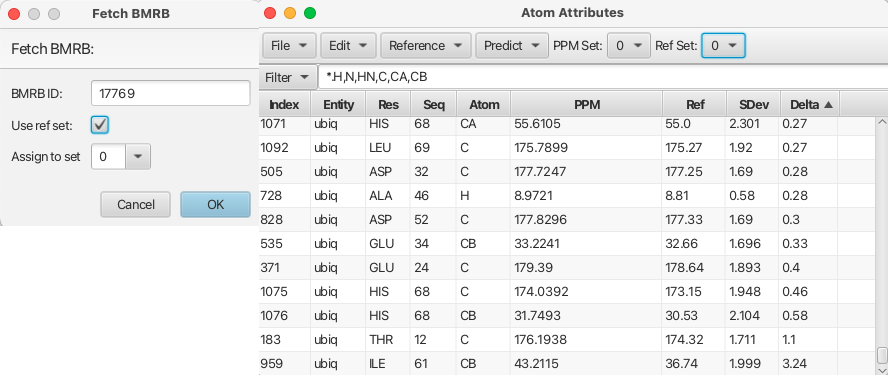 Fetch BMRB
Fetch BMRB:
BMRB ID: 17769
Use ref set:
Assign to set 0
Cancel OK
Atom Attributes
File Edit Reference Predict PPM Set: 0 Ref Set: 0
Filter *.H,N,HN,C,CA,CB
Index Entity Res Seq Atom PPM Ref SDev Delta
1071 ubiq HIS 68 CA 55.6105 55.0 2.301 0.27
1092 ubiq LEU 69 C 175.7899 175.27 1.92 0.27
505 ubiq ASP 32 C 177.7247 177.25 1.69 0.28
728 ubiq ALA 46 H 8.9721 8.81 0.58 0.28
828 ubiq ASP 52 C 177.8296 177.33 1.69 0.3
535 ubiq GLU 34 CB 33.2241 32.66 1.696 0.33
371 ubiq GLU 24 C 179.39 178.64 1.893 0.4
1075 ubiq HIS 68 C 174.0392 173.15 1.948 0.46
1076 ubiq HIS 68 CB 31.7493 30.53 2.104 0.58
183 ubiq THR 12 C 176.1938 174.32 1.711 1.1
959 ubiq ILE 61 CB 43.2115 36.74 1.999 3.24